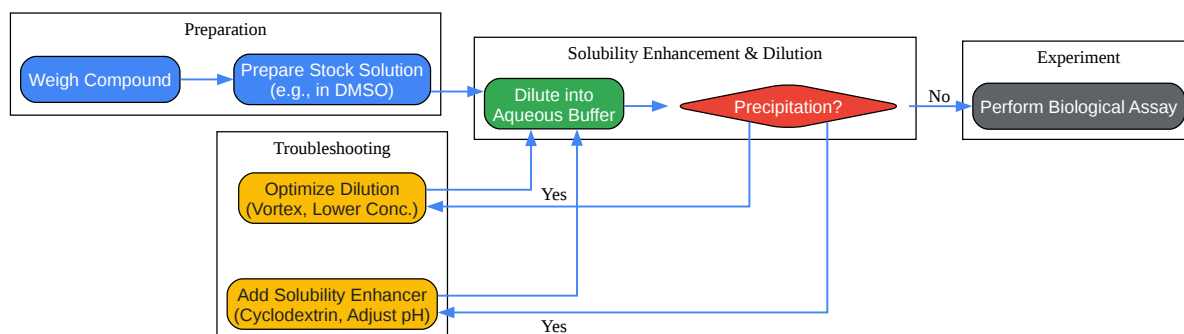 Preparation
Weigh Compound
Prepare Stock Solution
(e.g., in DMSO)
Solubility Enhancement & Dilution
Dilute into
Aqueous Buffer
Precipitation?
No
Experiment
Perform Biological Assay
Troubleshooting
Optimize Dilution
(Vortex, Lower Conc.)
Yes
Add Solubility Enhancer
(Cyclodextrin, Adjust pH)
Yes